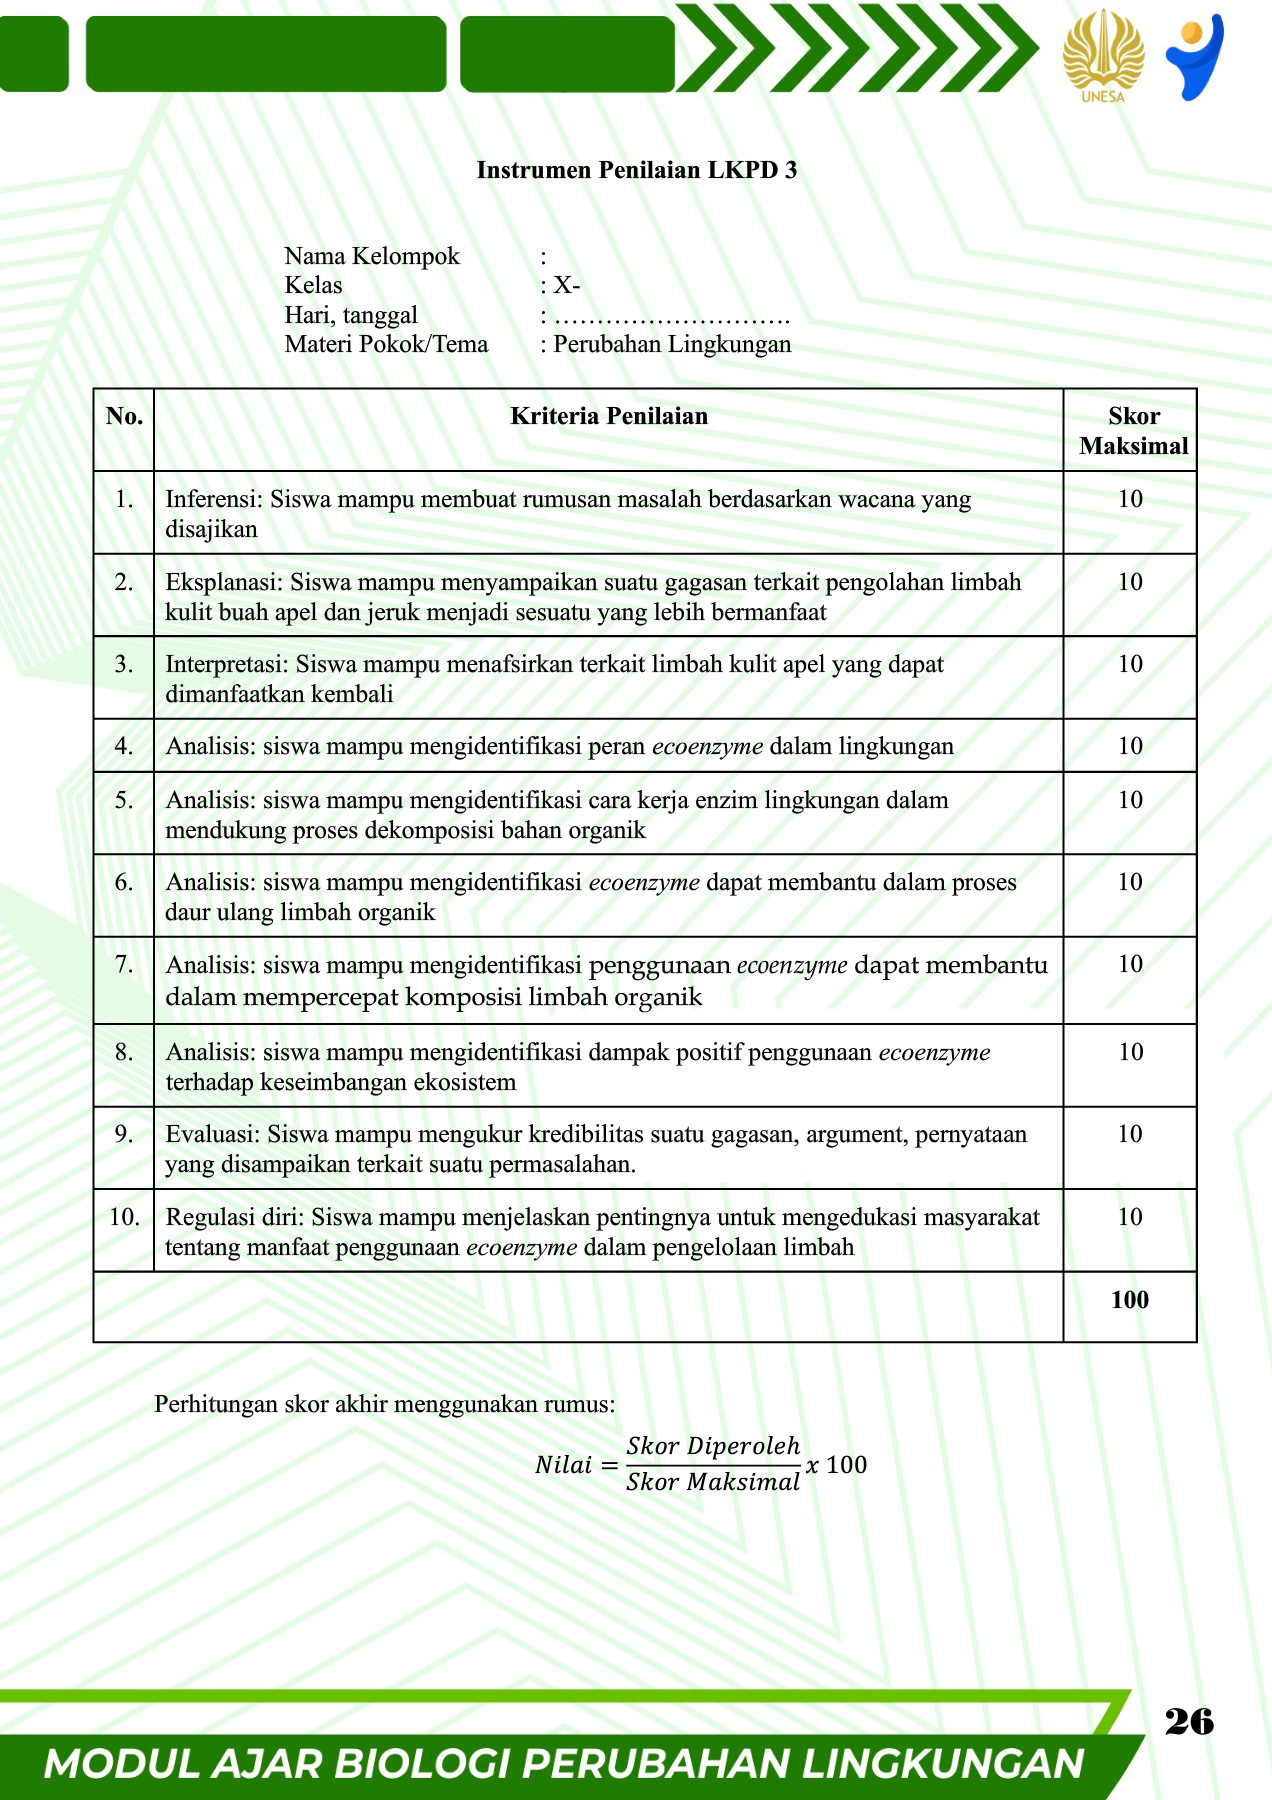 UNESA
Instrumen Penilaian LKPD 3
Nama Kelompok :
Kelas : X-
Hari, tanggal : ……………………….
Materi Pokok/Tema : Perubahan Lingkungan
No. Kriteria Penilaian Skor
Maksimal
1. Inferensi: Siswa mampu membuat rumusan masalah berdasarkan wacana yang 10
disajikan
2. Eksplanasi: Siswa mampu menyampaikan suatu gagasan terkait pengolahan limbah 10
kulit buah apel dan jeruk menjadi sesuatu yang lebih bermanfaat
3. Interpretasi: Siswa mampu menafsirkan terkait limbah kulit apel yang dapat 10
dimanfaatkan kembali
4. Analisis: siswa mampu mengidentifikasi peran ecoenzyme dalam lingkungan 10
5. Analisis: siswa mampu mengidentifikasi cara kerja enzim lingkungan dalam 10
mendukung proses dekomposisi bahan organik
6. Analisis: siswa mampu mengidentifikasi ecoenzyme dapat membantu dalam proses 10
daur ulang limbah organik
7. Analisis: siswa mampu mengidentifikasi penggunaan ecoenzyme dapat membantu 10
dalam mempercepat komposisi limbah organik
8. Analisis: siswa mampu mengidentifikasi dampak positif penggunaan ecoenzyme 10
terhadap keseimbangan ekosistem
9. Evaluasi: Siswa mampu mengukur kredibilitas suatu gagasan, argument, pernyataan 10
yang disampaikan terkait suatu permasalahan.
10. Regulasi diri: Siswa mampu menjelaskan pentingnya untuk mengedukasi masyarakat 10
tentang manfaat penggunaan ecoenzyme dalam pengelolaan limbah
100
Perhitungan skor akhir menggunakan rumus:
Skor Diperoleh
Nilai = x 100
Skor Maksimal
26
MODUL AJAR BIOLOGI PERUBAHAN LINGKUNGAN